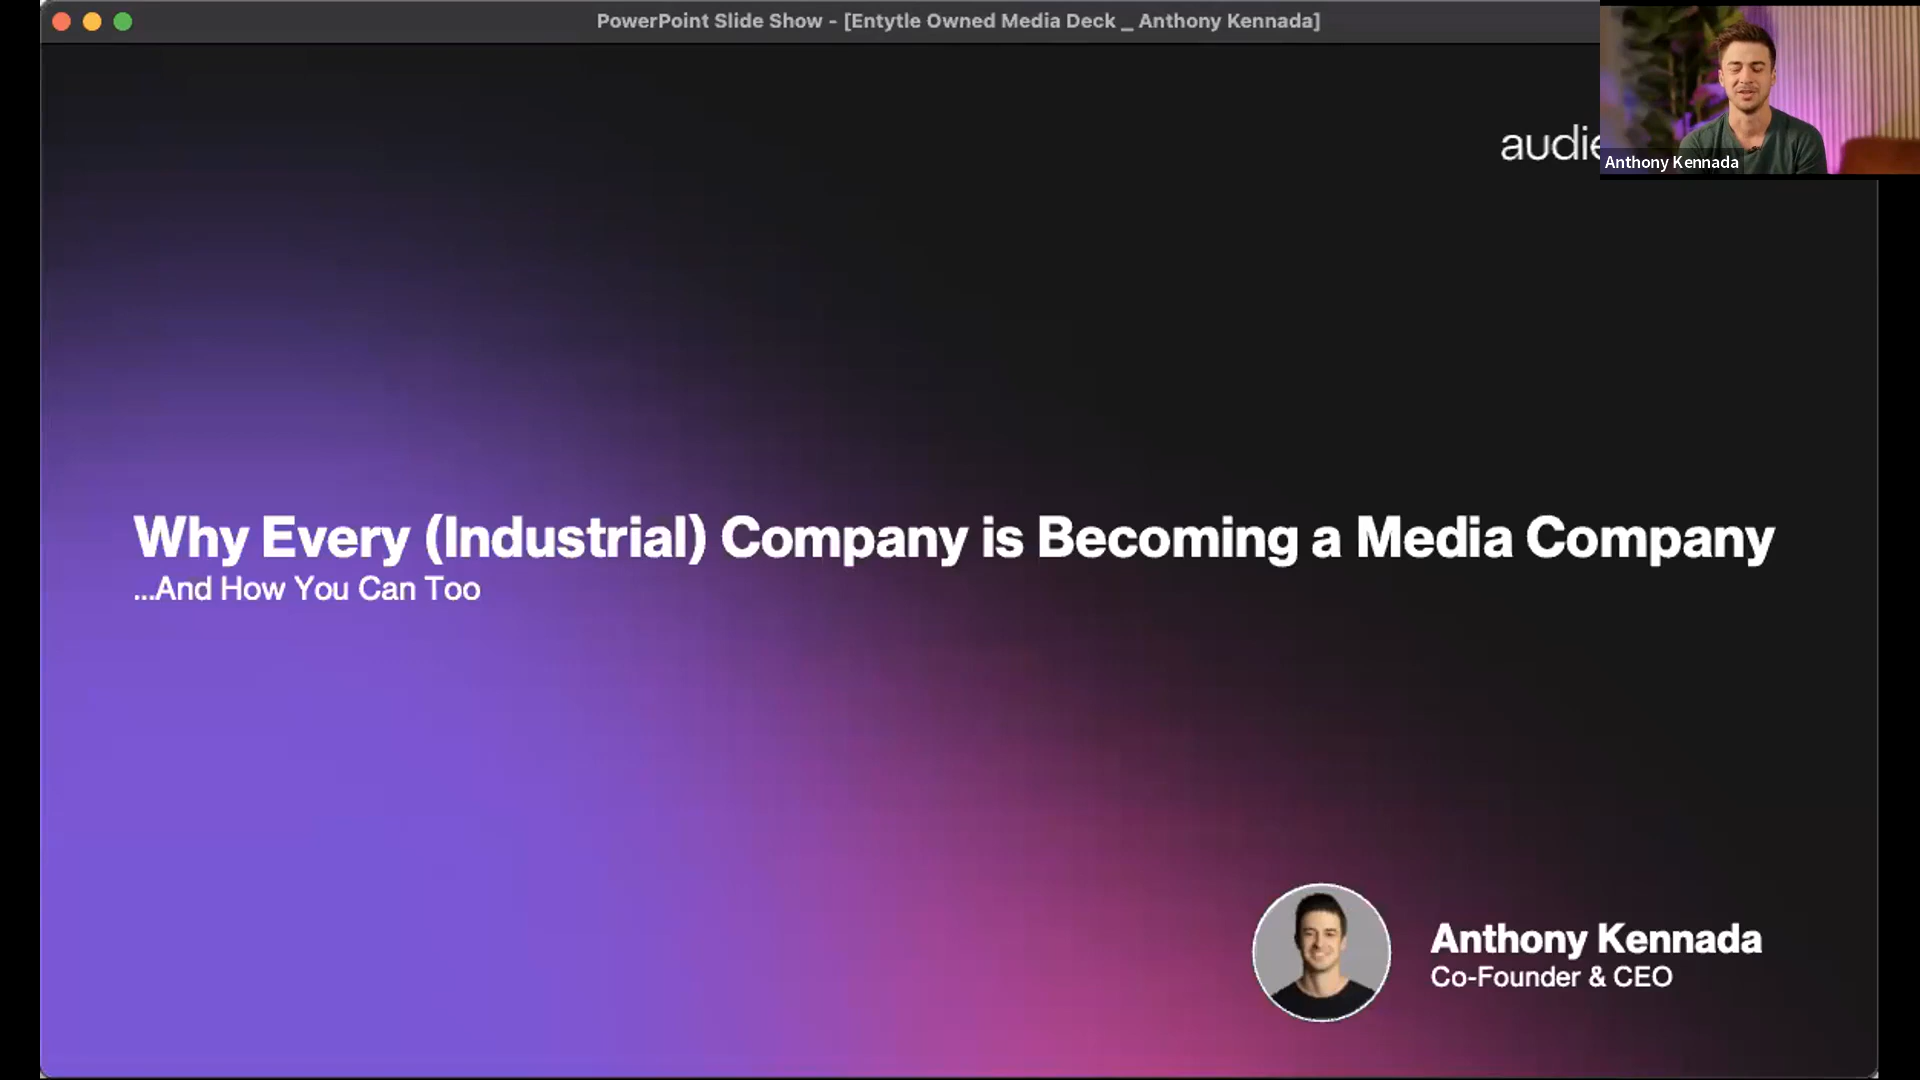 PowerPoint Slide Show - [Entytle Owned Media Deck _ Anthony Kennada]
Anthony Kennada
Why Every (Industrial) Company is Becoming a Media Company
...And How You Can Too
Anthony Kennada
Co-Founder & CEO